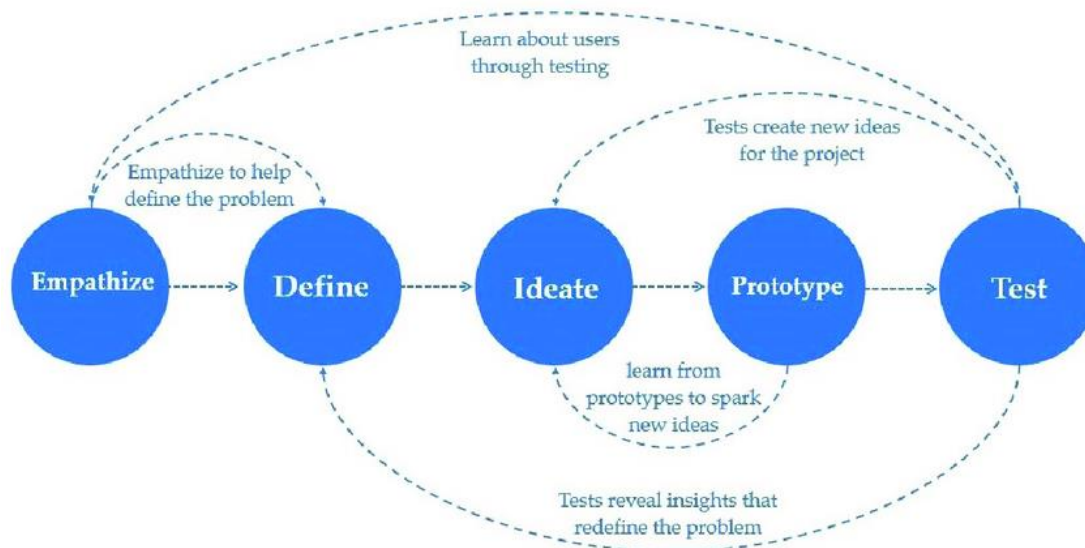 Learn about users
through testing
Tests create new ideas
for the project
Empathize to help
define the problem
Empathize
Define
Ideate
Prototype
Test
learn from
prototypes to spark
new ideas
Tests reveal insights that
redefine the problem